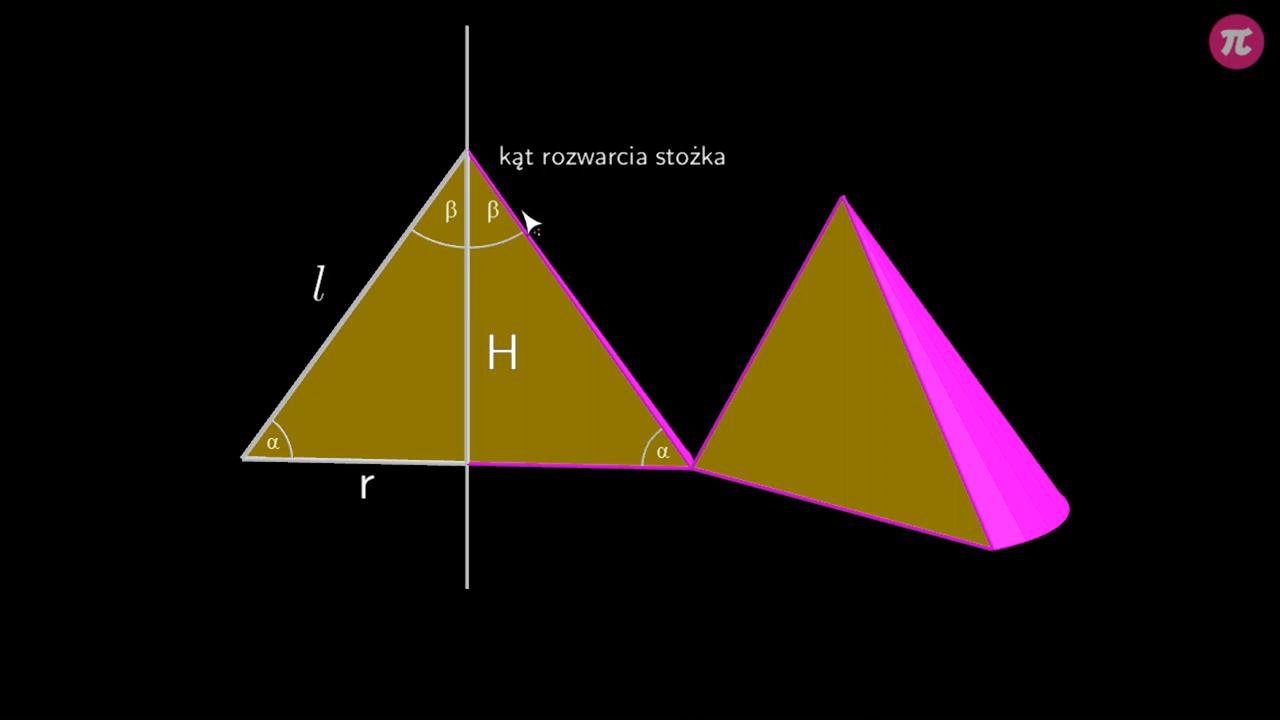 π
kąt rozwarcia stożka
β β
l
H
α α
r